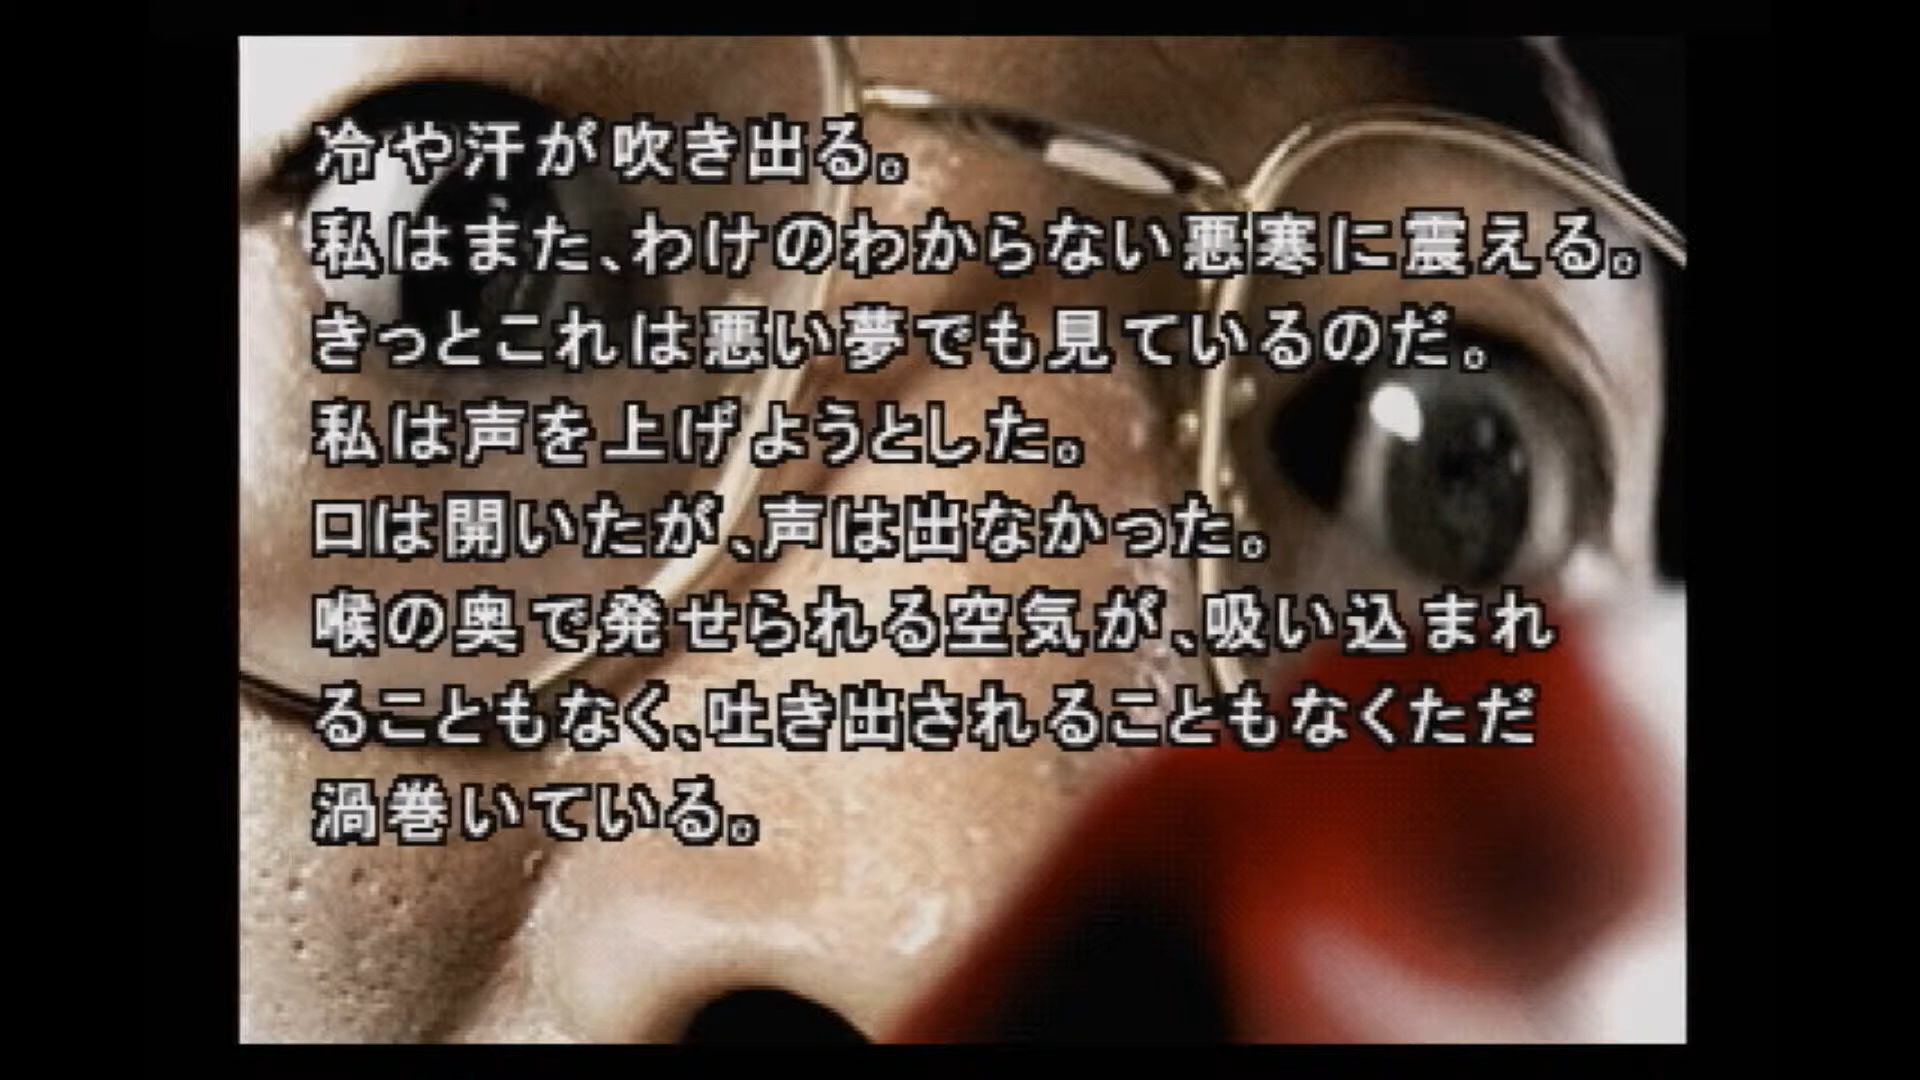 冷や汗が吹き出る。
私はまた、わけのわからない悪寒に震える。
きっとこれは悪い夢でも見ているのだ。
私は声を上げようとした。
口は開いたが、声は出なかった。
喉の奥で発せられる空気が、吸い込まれ
ることもなく、吐き出されることもなくただ
渦巻いている。